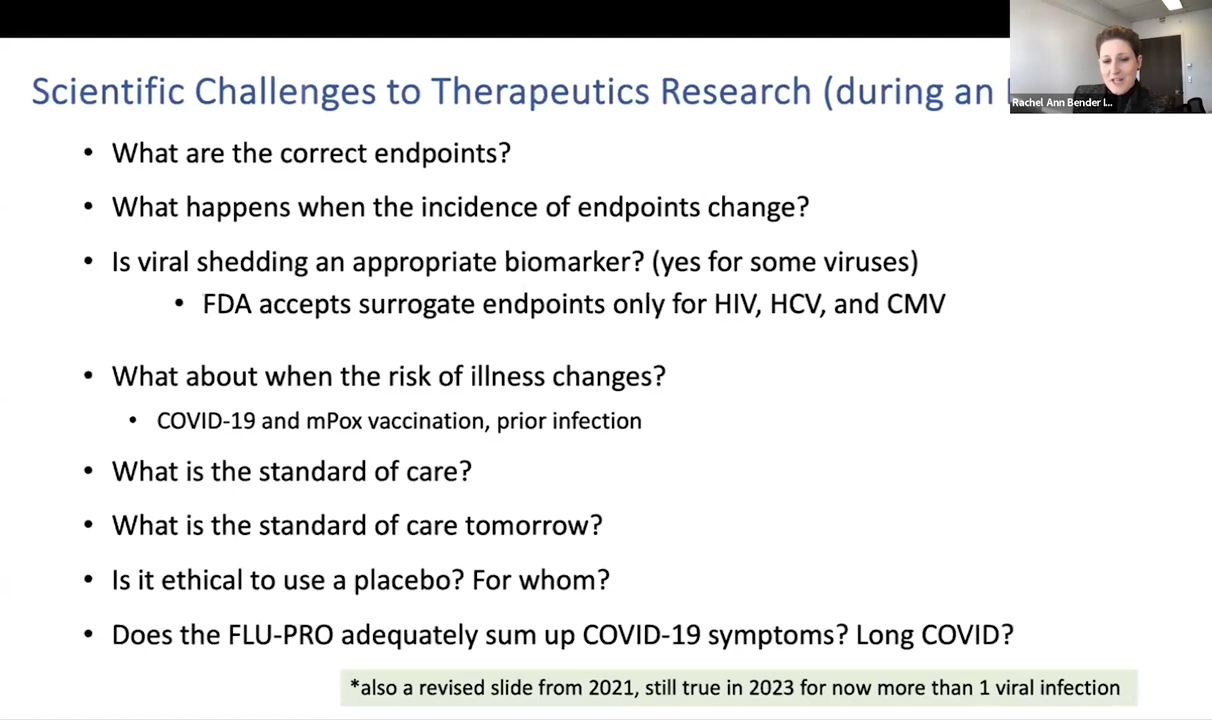 Scientific Challenges to Therapeutics Research (during an
Rachel Ann Bender I...
• What are the correct endpoints?
• What happens when the incidence of endpoints change?
• Is viral shedding an appropriate biomarker? (yes for some viruses)
• FDA accepts surrogate endpoints only for HIV, HCV, and CMV
• What about when the risk of illness changes?
• COVID-19 and mPox vaccination, prior infection
• What is the standard of care?
• What is the standard of care tomorrow?
• Is it ethical to use a placebo? For whom?
• Does the FLU-PRO adequately sum up COVID-19 symptoms? Long COVID?
*also a revised slide from 2021, still true in 2023 for now more than 1 viral infection